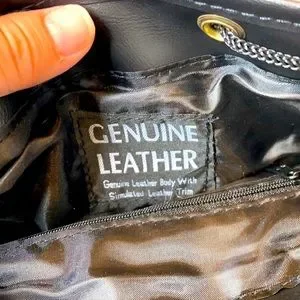 GENUINE
LEATHER
Genuine Leather Body With
Simulated Leather Trim